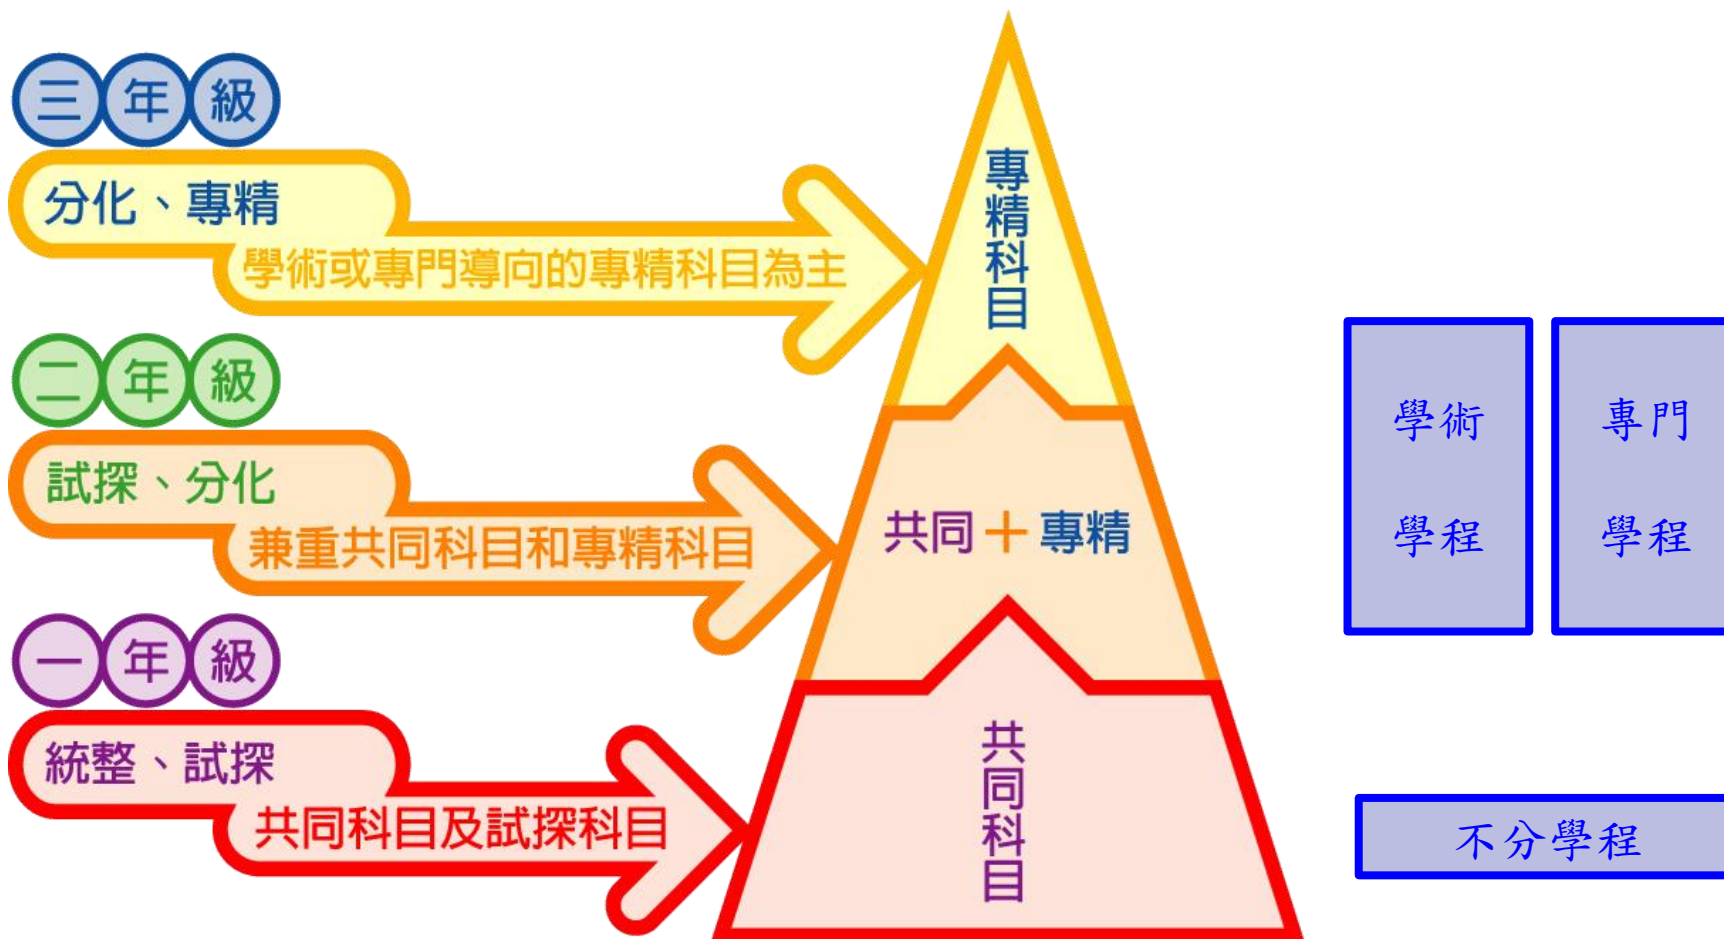 三年級
分化、專精
學術或專門導向的專精科目為主
專精科目
二年級
試探、分化
兼重共同科目和專精科目
共同＋專精
一年級
統整、試探
共同科目及試探科目
共同科目
學術
學程
專門
學程
不分學程